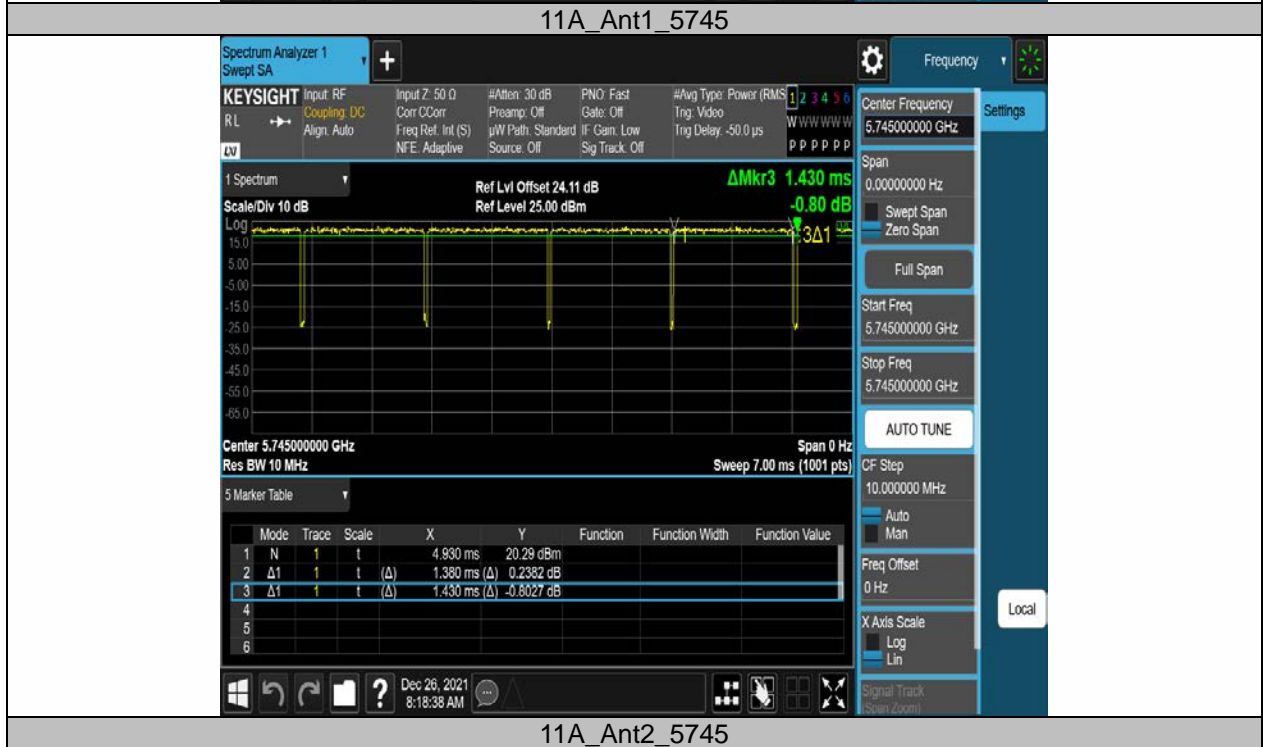 11A_Ant1_5745
Spectrum Analyzer 1
Swept SA
+
Frequency
KEYSIGHT
RL
LXI
Input: RF
Coupling: DC
Align: Auto
Input Z: 50 Ω
Corr CCorr
Freq Ref: Int (S)
NFE: Adaptive
#Atten: 30 dB
Preamp: Off
µW Path: Standard
Source: Off
PNO: Fast
Gate: Off
IF Gain: Low
Sig Track: Off
#Avg Type: Power (RMS
Trig: Video
Trig Delay: -50.0 µs
1 2 3 4 5 6
W W W W W W
P P P P P P
Center Frequency
5.745000000 GHz
Settings
1 Spectrum
Scale/Div 10 dB
Ref Lvl Offset 24.11 dB
Ref Level 25.00 dBm
ΔMkr3 1.430 ms
-0.80 dB
Log
15.0
5.00
-5.00
-15.0
-25.0
-35.0
-45.0
-55.0
-65.0
1
3Δ1
Center 5.745000000 GHz
Res BW 10 MHz
Span 0 Hz
Sweep 7.00 ms (1001 pts)
Span
0.00000000 Hz
Swept Span
Zero Span
Full Span
Start Freq
5.745000000 GHz
Stop Freq
5.745000000 GHz
AUTO TUNE
CF Step
10.000000 MHz
Auto
Man
Freq Offset
0 Hz
X Axis Scale
Log
Lin
Signal Track
(Span Zoom)
Local
5 Marker Table
Mode Trace Scale X Y Function Function Width Function Value
1 N 1 t 4.930 ms 20.29 dBm
2 Δ1 1 t (Δ) 1.380 ms (Δ) 0.2382 dB
3 Δ1 1 t (Δ) 1.430 ms (Δ) -0.8027 dB
4
5
6
?
Dec 26, 2021
8:18:38 AM
11A_Ant2_5745